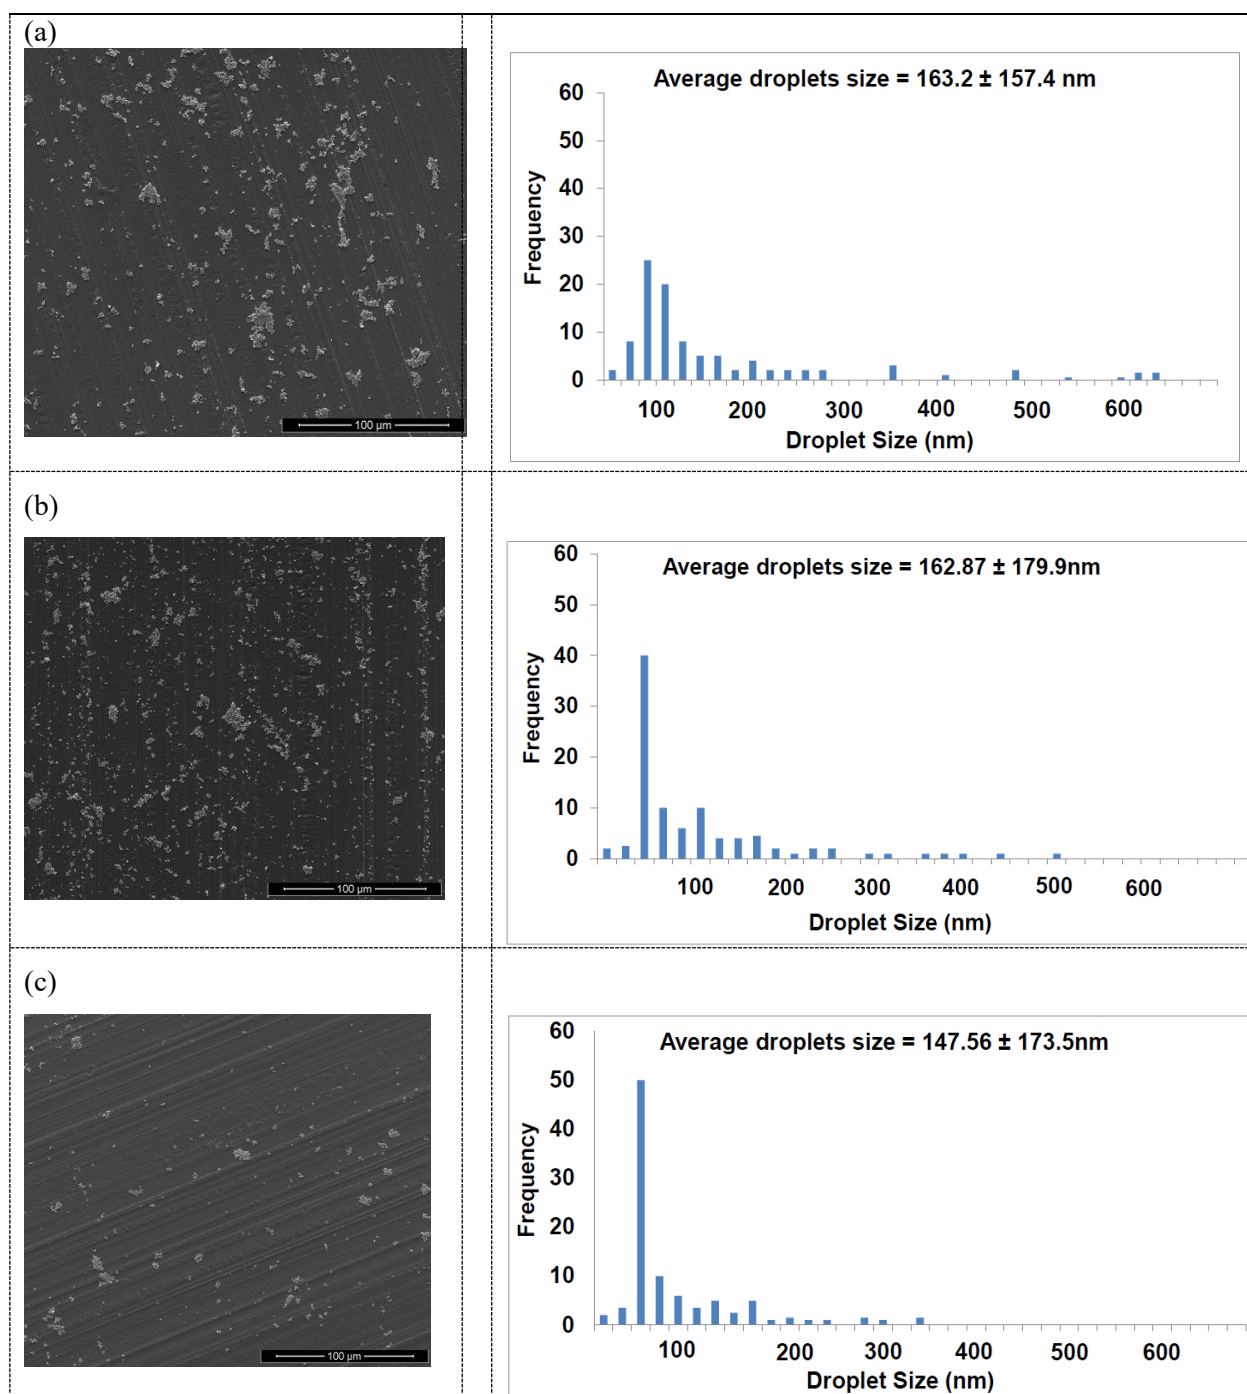 (a)
100 µm
Average droplets size = 163.2 ± 157.4 nm
60
50
40
30
20
10
0
Frequency
100 200 300 400 500 600
Droplet Size (nm)
(b)
100 µm
Average droplets size = 162.87 ± 179.9nm
60
50
40
30
20
10
0
Frequency
100 200 300 400 500 600
Droplet Size (nm)
(c)
100 µm
Average droplets size = 147.56 ± 173.5nm
60
50
40
30
20
10
0
Frequency
100 200 300 400 500 600
Droplet Size (nm)